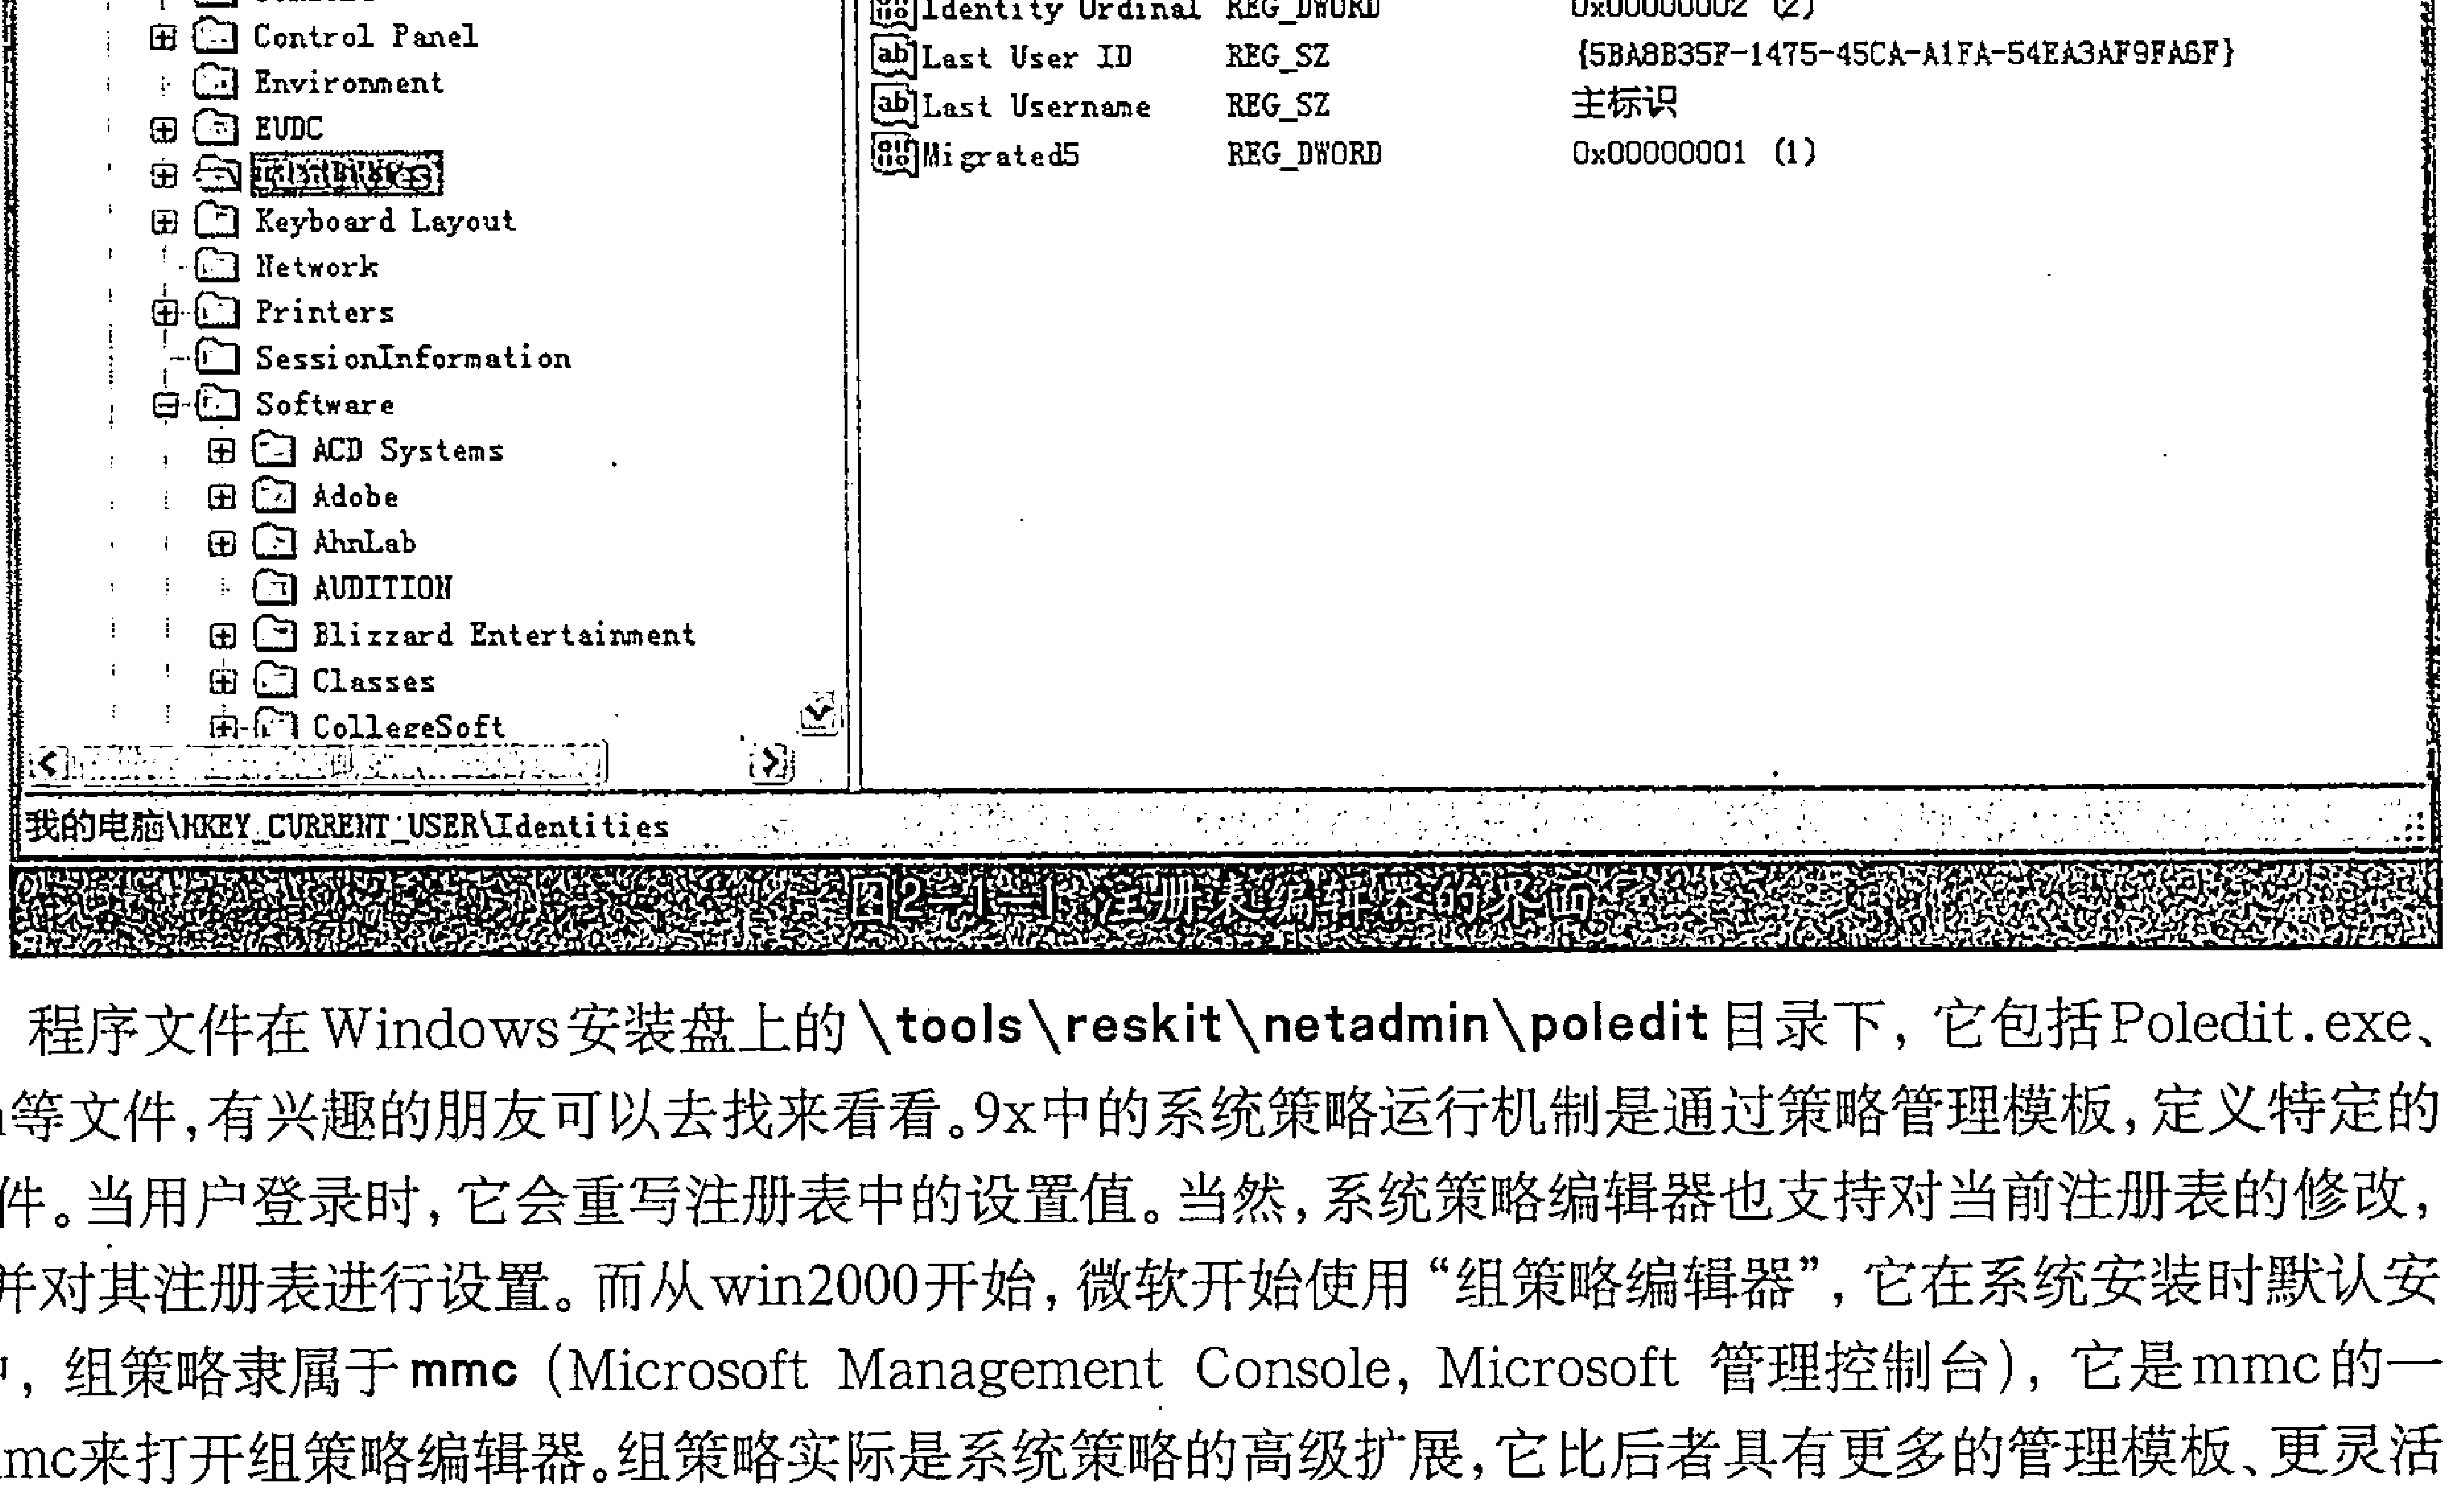 Control Panel
Environment
EUDC
Identities
Keyboard Layout
Network
Printers
SessionInformation
Software
ACD Systems
Adobe
AhnLab
AUDITION
Blizzard Entertainment
Classes
CollegeSoft
Identity Ordinal REG_DWORD 0x00000002 (2)
Last User ID REG_SZ {5BA8B35F-1475-45CA-A1FA-54EA3AF9FA6F}
Last Username REG_SZ 主标识
Migrated5 REG_DWORD 0x00000001 (1)
我的电脑\HKEY_CURRENT_USER\Identities
图2-1-1 注册表编辑器的界面
程序文件在Windows安装盘上的\tools\reskit\netadmin\poledit目录下，它包括Poledit.exe、
等文件，有兴趣的朋友可以去找来看看。9x中的系统策略运行机制是通过策略管理模板，定义特定的
件。当用户登录时，它会重写注册表中的设置值。当然，系统策略编辑器也支持对当前注册表的修改，
并对其注册表进行设置。而从win2000开始，微软开始使用“组策略编辑器”，它在系统安装时默认安
，组策略隶属于mmc（Microsoft Management Console，Microsoft 管理控制台），它是mmc的一
mc来打开组策略编辑器。组策略实际是系统策略的高级扩展，它比后者具有更多的管理模板、更灵活